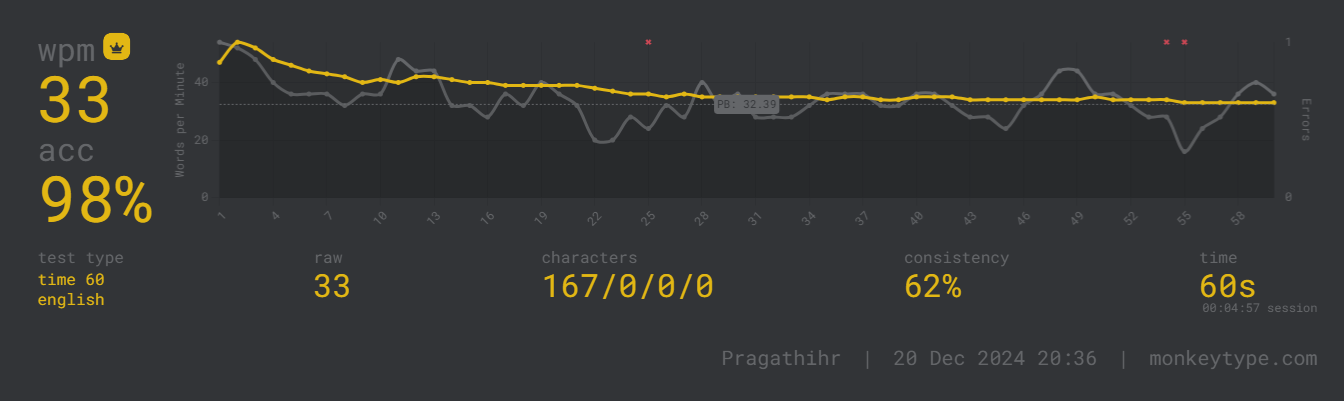 wpm
33
acc
98%
Words per Minute
40
20
0
PB: 32.39
1
0
Errors
1 4 7 10 13 16 19 22 25 28 31 34 37 40 43 46 49 52 55 58
test type
time 60
english
raw
33
characters
167/0/0/0
consistency
62%
time
60s
00:04:57 session
Pragathihr | 20 Dec 2024 20:36 | monkeytype.com